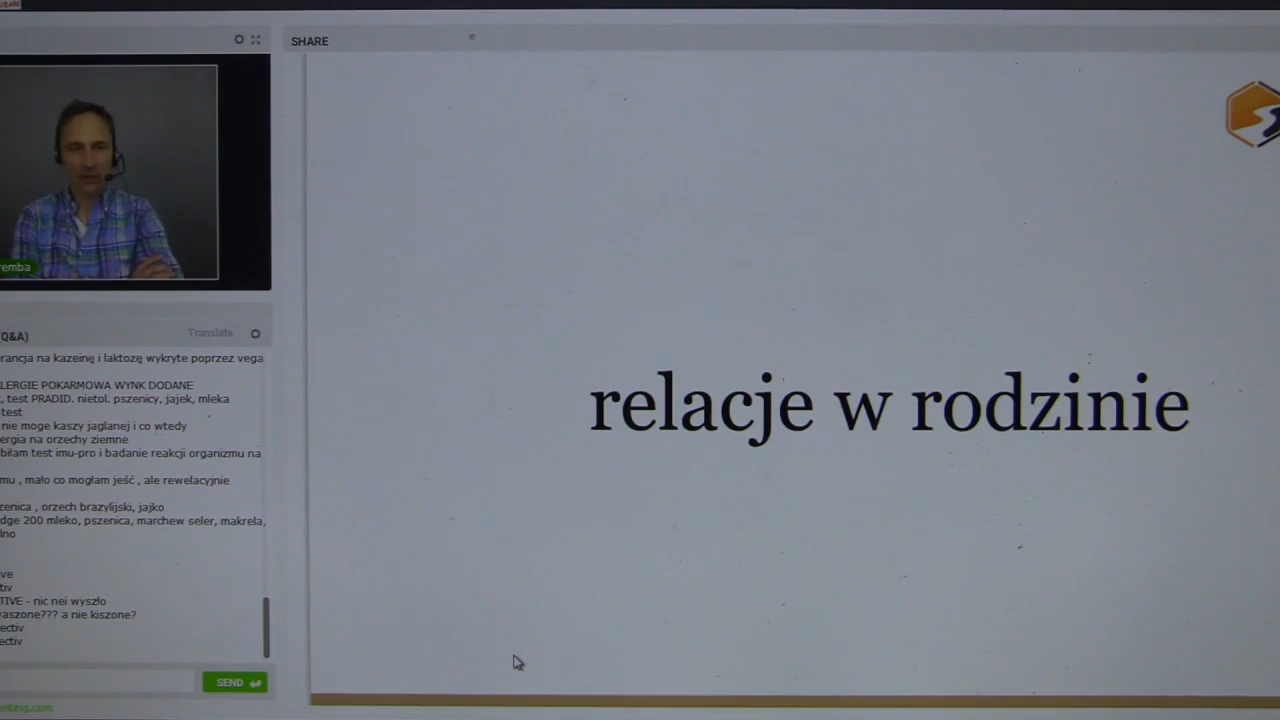 SHARE
remba
relacje w rodzinie
(Q&A)
Translate
rancja na kazeinę i laktozę wykryte poprzez vega
LERGIE POKARMOWA WYNK DODANE
, test PRADID. nietol. pszenicy, jajek, mleka
test
nie moge kaszy jaglanej i co wtedy
ergia na orzechy ziemne
biłam test imu-pro i badanie reakcji organizmu na
mu , mało co mogłam jeść , ale rewelacyjnie
zenica , orzech brazylijski, jajko
dge 200 mleko, pszenica, marchew seler, makrela,
lno
ve
tiv
TIVE - nic nei wyszło
waszone??? a nie kiszone?
ectiv
ectiv
SEND